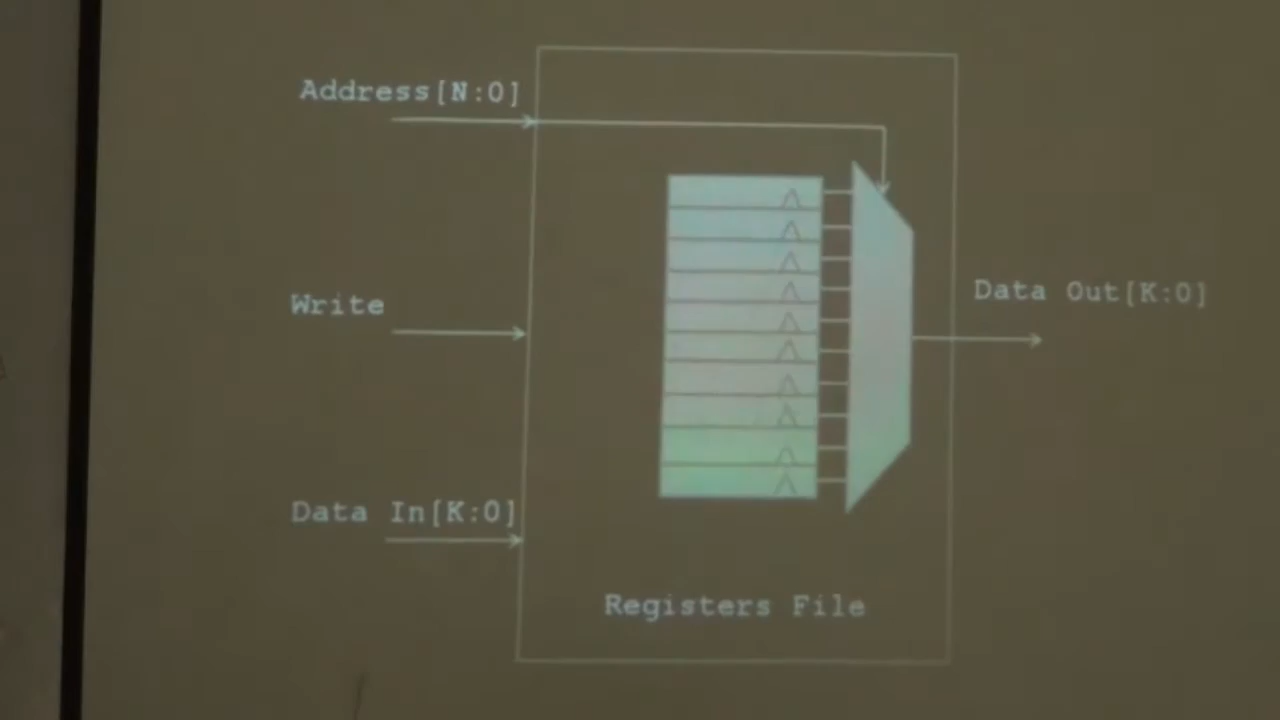 Address[N:0]
Write
Data Out[K:0]
Data In[K:0]
Registers File